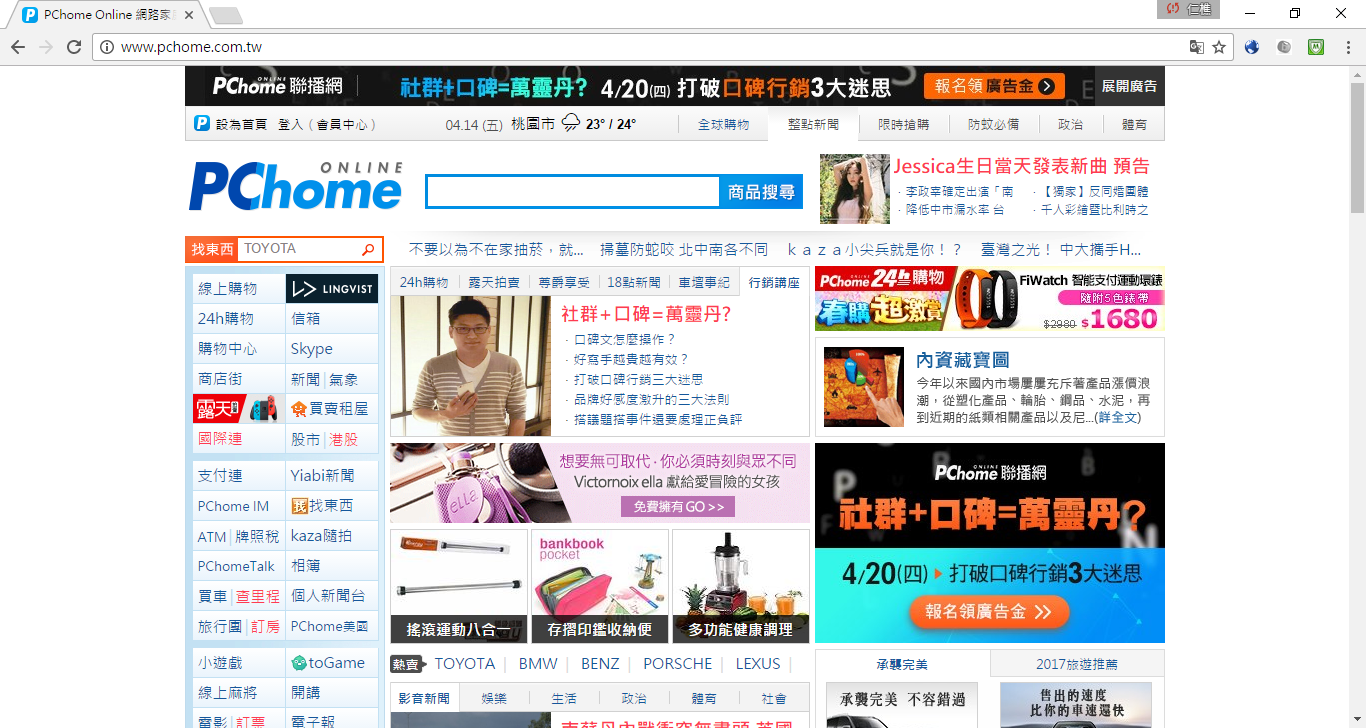 PChome Online 網路家
仁樵
www.pchome.com.tw
PChome ONLINE 聯播網 社群+口碑=萬靈丹? 4/20(四) 打破口碑行銷3大迷思 報名領 廣告金 展開廣告
設為首頁 登入 ( 會員中心 ) 04.14 (五) 桃園市 23° / 24° 全球購物 整點新聞 限時搶購 防蚊必備 政治 體育
PChome ONLINE
商品搜尋
Jessica生日當天發表新曲 預告
· 李政宰確定出演「南 · 【獨家】反同婚團體
· 降低中市漏水率 台 · 千人彩繪暨比利時之
找東西 TOYOTA
不要以為不在家抽菸，就... 掃墓防蛇咬 北中南各不同 ｋａｚａ小尖兵就是你！？ 臺灣之光！ 中大攜手H...
線上購物 LINGVIST
24h購物 信箱
購物中心 Skype
商店街 新聞 | 氣象
露天 買賣租屋
國際連 股市 | 港股
支付連 Yiabi新聞
PChome IM 找找東西
ATM | 牌照稅 kaza隨拍
PChomeTalk 相簿
買車 | 查里程 個人新聞台
旅行團 | 訂房 PChome美國
小遊戲 toGame
線上麻將 開講
電影 | 訂票 電子報
24h購物 露天拍賣 尊爵享受 18點新聞 車壇事紀 行銷講座
社群+口碑=萬靈丹?
· 口碑文怎麼操作？
· 好寫手越貴越有效？
· 打破口碑行銷三大迷思
· 品牌好感度激升的三大法則
· 搭議題搭事件還要處理正負評
ella
想要無可取代·你必須時刻與眾不同
Victornoix ella 獻給愛冒險的女孩
免費擁有 GO >>
搖滾運動八合一
bankbook
pocket
存摺印鑑收納便
多功能健康調理
熱賣 TOYOTA | BMW | BENZ | PORSCHE | LEXUS |
影音新聞 娛樂 生活 政治 體育 社會
PChome 24h購物
春購超激賞
FiWatch 智能支付運動環錶
隨附5色錶帶
$2980 $1680
內資藏寶圖
今年以來國內市場屢屢充斥著產品漲價浪
潮，從塑化產品、輪胎、鋼品、水泥，再
到近期的紙類相關產品以及尼...(詳全文)
PChome ONLINE 聯播網
社群+口碑=萬靈丹?
4/20(四) 打破口碑行銷3大迷思
報名領廣告金
承襲完美 2017旅遊推薦
承襲完美 不容錯過
售出的速度
比你的車速還快